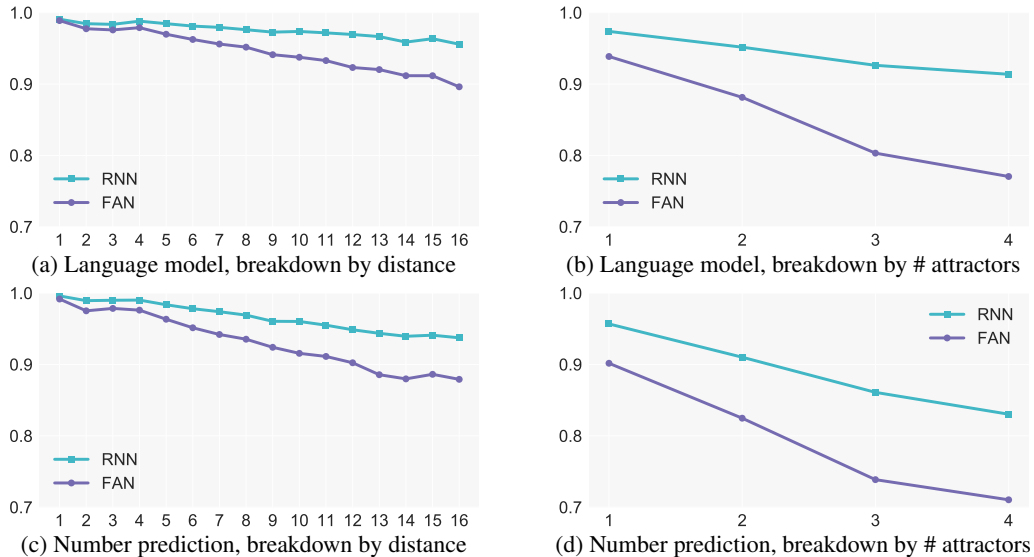 1.0
0.9
0.8
0.7
RNN
FAN
1 2 3 4 5 6 7 8 9 10 11 12 13 14 15 16
(a) Language model, breakdown by distance
1.0
0.9
0.8
0.7
RNN
FAN
1 2 3 4
(b) Language model, breakdown by # attractors
1.0
0.9
0.8
0.7
RNN
FAN
1 2 3 4 5 6 7 8 9 10 11 12 13 14 15 16
(c) Number prediction, breakdown by distance
1.0
0.9
0.8
0.7
RNN
FAN
1 2 3 4
(d) Number prediction, breakdown by # attractors